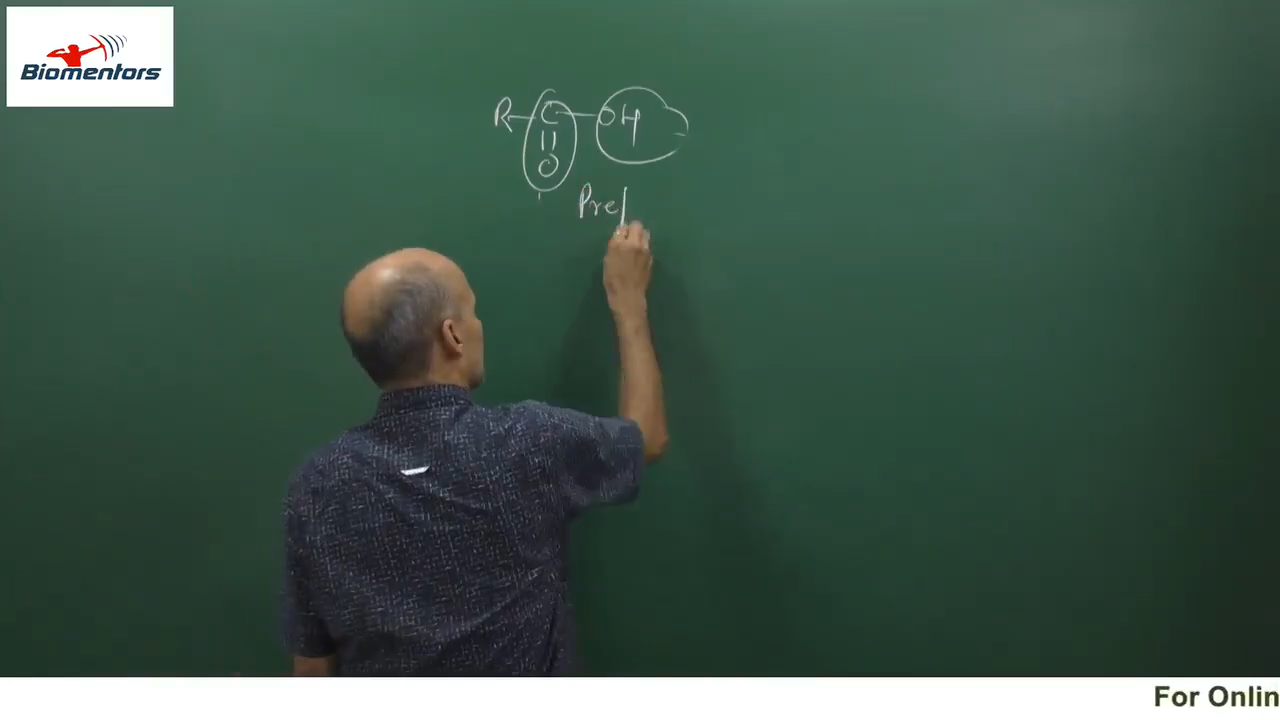 Biomentors
R-C-OH
||
O
Pre
For Onlin